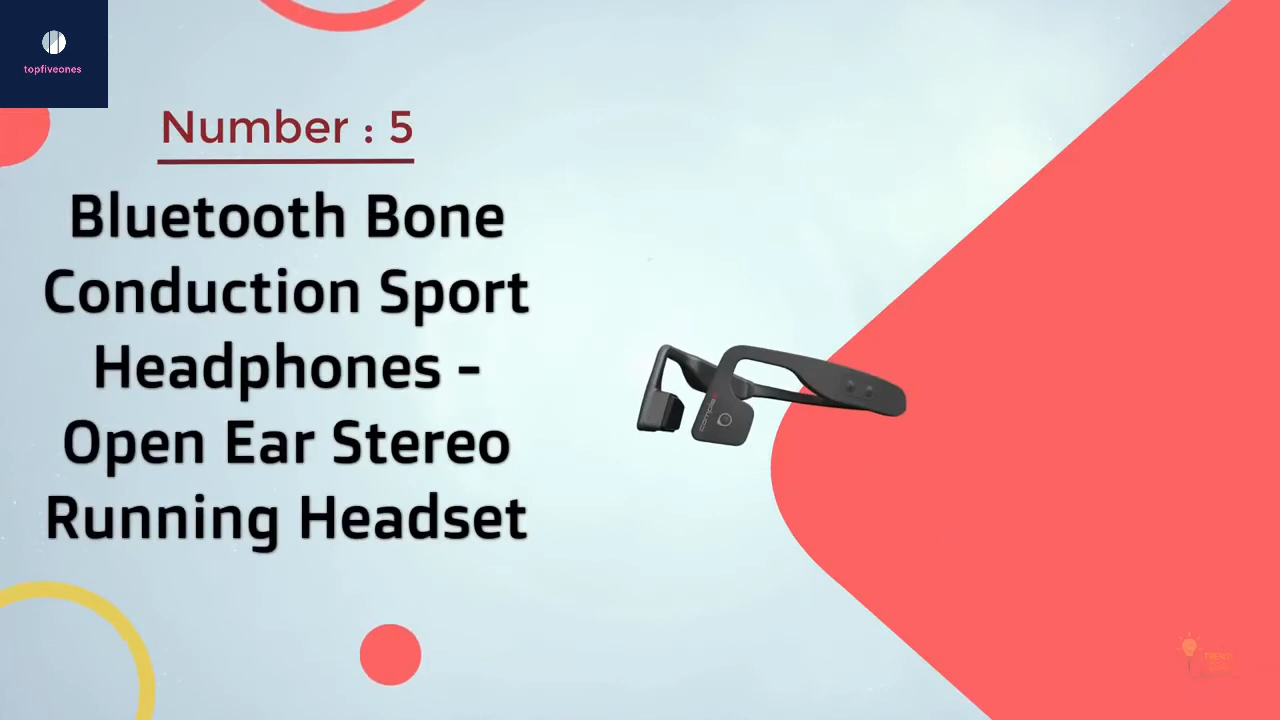 topfiveones
Number : 5
Bluetooth Bone
Conduction Sport
Headphones -
Open Ear Stereo
Running Headset